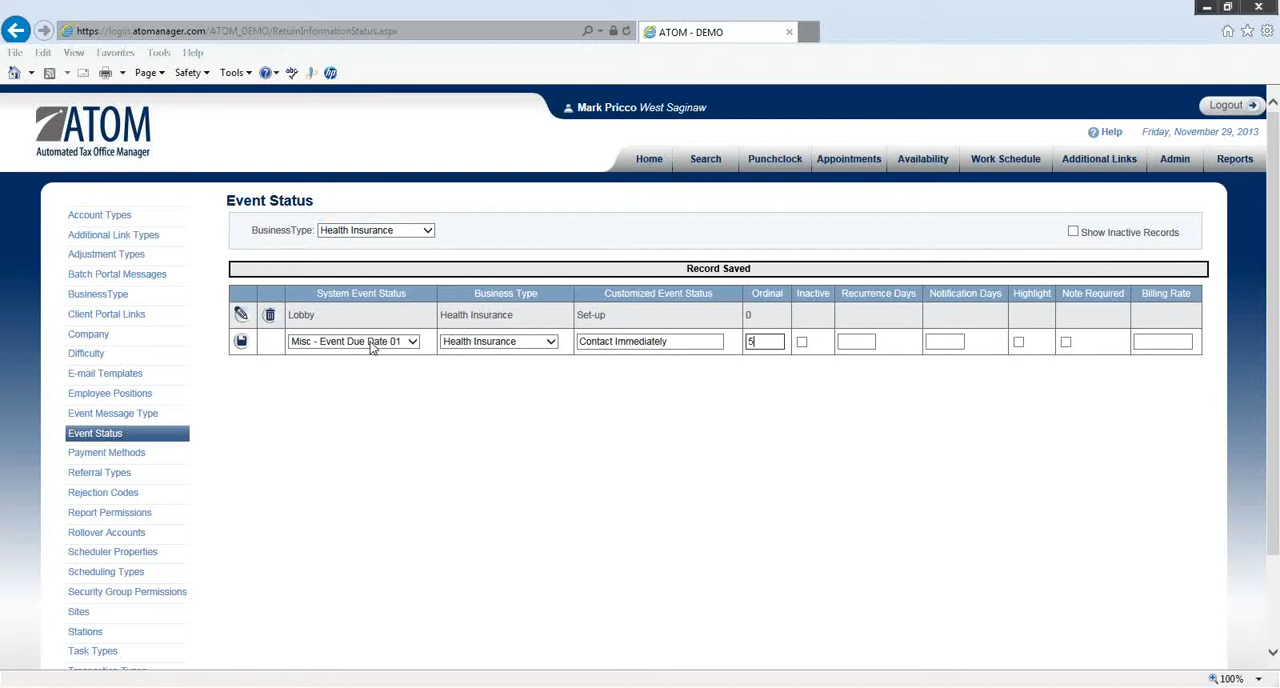 https://login.atomanager.com/ATOM_DEMO/ReturnInformationStatus.aspx
ATOM - DEMO
File Edit View Favorites Tools Help
Page Safety Tools
ATOM
Automated Tax Office Manager
Mark Pricco West Saginaw
Logout
Help Friday, November 29, 2013
Home Search Punchclock Appointments Availability Work Schedule Additional Links Admin Reports
Account Types
Additional Link Types
Adjustment Types
Batch Portal Messages
BusinessType
Client Portal Links
Company
Difficulty
E-mail Templates
Employee Positions
Event Message Type
Event Status
Payment Methods
Referral Types
Rejection Codes
Report Permissions
Rollover Accounts
Scheduler Properties
Scheduling Types
Security Group Permissions
Sites
Stations
Task Types
Event Status
BusinessType: Health Insurance
Show Inactive Records
Record Saved
System Event Status Business Type Customized Event Status Ordinal Inactive Recurrence Days Notification Days Highlight Note Required Billing Rate
Lobby Health Insurance Set-up 0
Misc - Event Due Date 01 Health Insurance Contact Immediately 5
100%